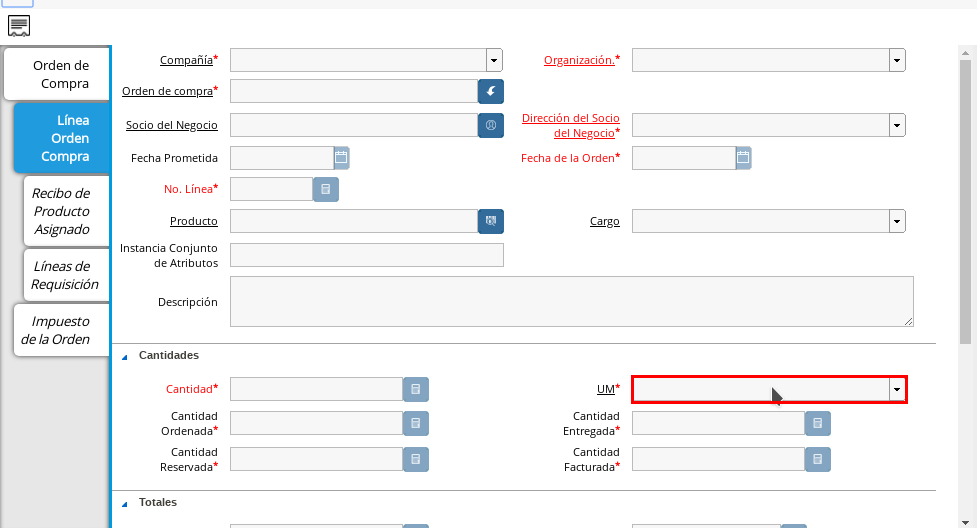 Orden de
Compra
Línea
Orden
Compra
Recibo de
Producto
Asignado
Líneas de
Requisición
Impuesto
de la Orden
Compañía*
Organización.*
Orden de compra*
Socio del Negocio
Dirección del Socio
del Negocio*
Fecha Prometida
Fecha de la Orden*
No. Línea*
Producto
Cargo
Instancia Conjunto
de Atributos
Descripción
Cantidades
Cantidad*
UM*
Cantidad
Ordenada*
Cantidad
Entregada*
Cantidad
Reservada*
Cantidad
Facturada*
Totales